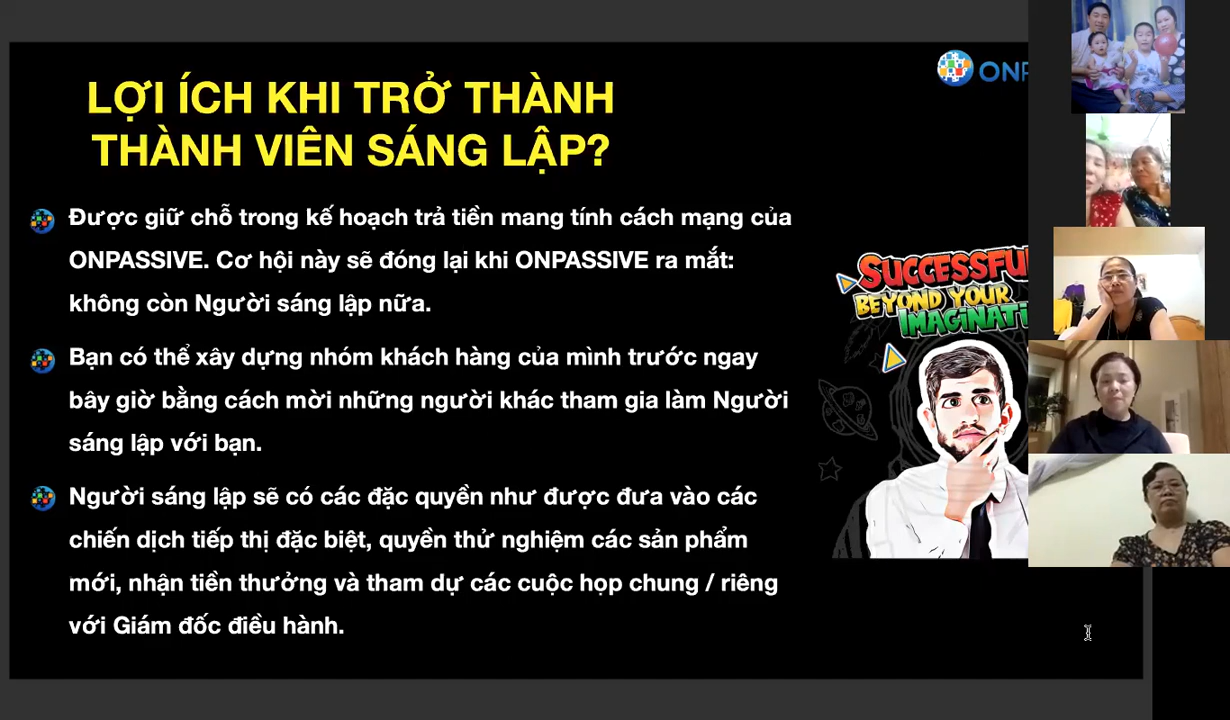 LỢI ÍCH KHI TRỞ THÀNH
THÀNH VIÊN SÁNG LẬP?
Được giữ chỗ trong kế hoạch trả tiền mang tính cách mạng của
ONPASSIVE. Cơ hội này sẽ đóng lại khi ONPASSIVE ra mắt:
không còn Người sáng lập nữa.
Bạn có thể xây dựng nhóm khách hàng của mình trước ngay
bây giờ bằng cách mời những người khác tham gia làm Người
sáng lập với bạn.
Người sáng lập sẽ có các đặc quyền như được đưa vào các
chiến dịch tiếp thị đặc biệt, quyền thử nghiệm các sản phẩm
mới, nhận tiền thưởng và tham dự các cuộc họp chung / riêng
với Giám đốc điều hành.
ONP
SUCCESSFU
BEYOND YOUR
IMAGINATI